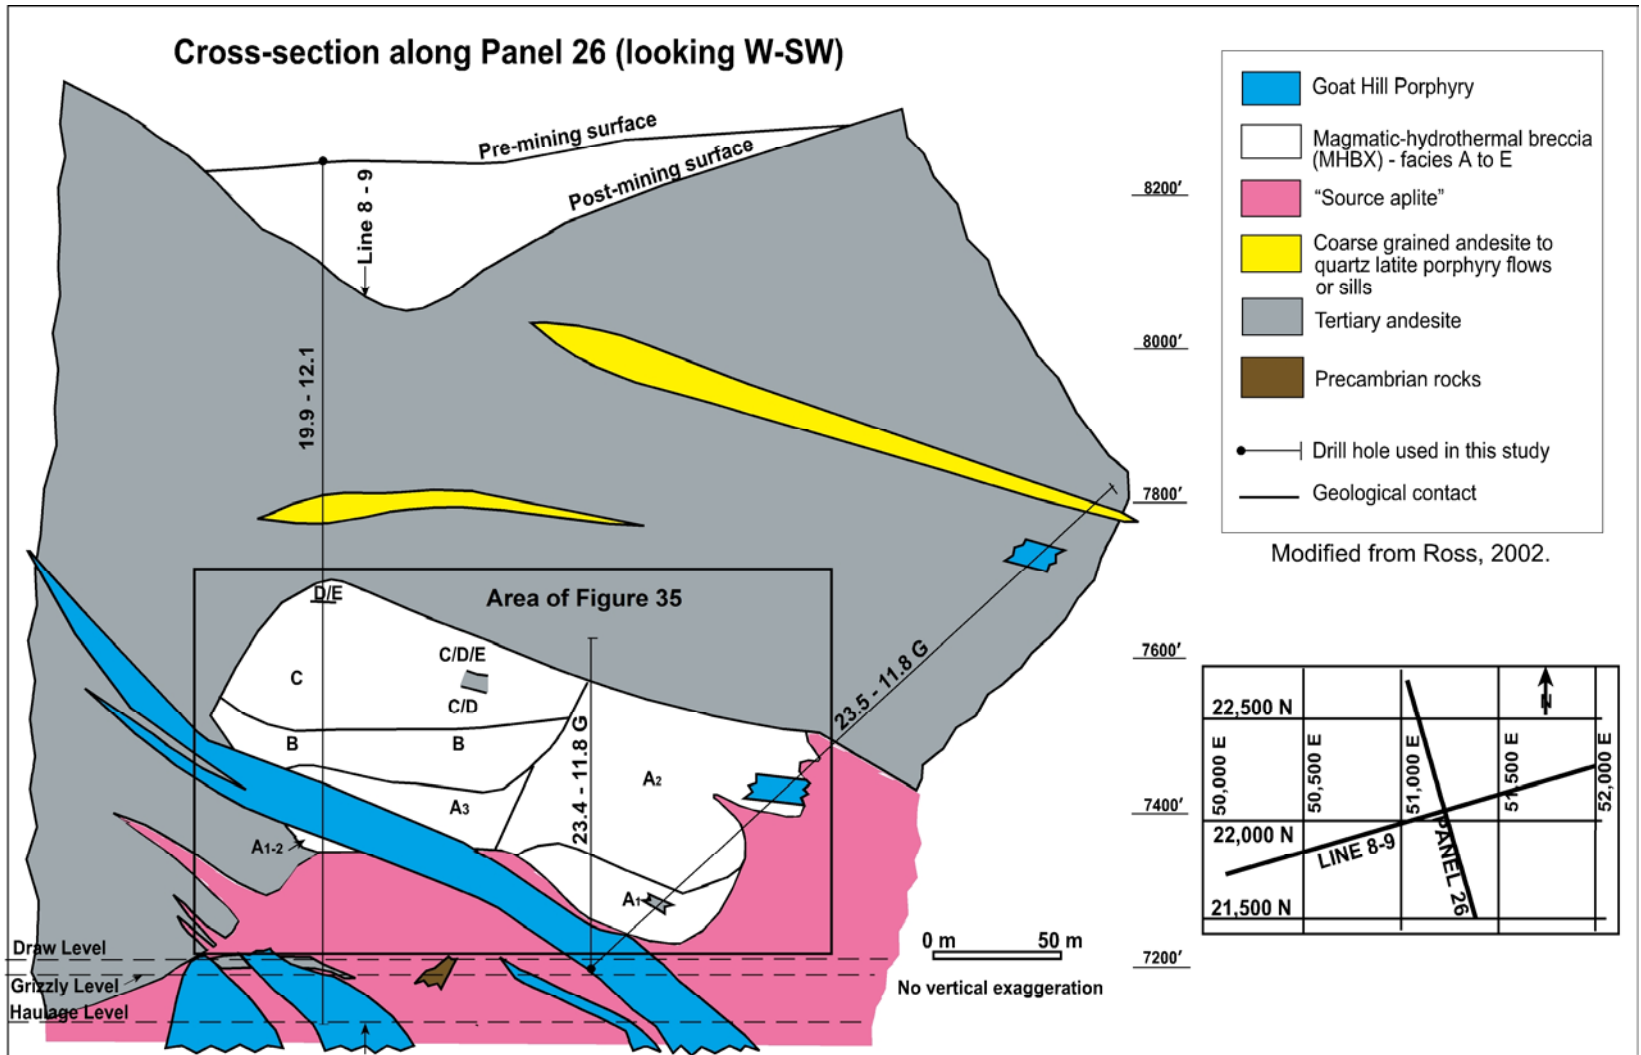 Cross-section along Panel 26 (looking W-SW)
Pre-mining surface
Post-mining surface
Line 8 - 9
19.9 - 12.1
8200'
8000'
7800'
7600'
7400'
7200'
D/E
Area of Figure 35
C/D/E
C
C/D
B
B
A2
A3
A1-2
A1
23.4 - 11.8 G
23.5 - 11.8 G
Draw Level
Grizzly Level
Haulage Level
0 m 50 m
No vertical exaggeration
Goat Hill Porphyry
Magmatic-hydrothermal breccia
(MHBX) - facies A to E
“Source aplite”
Coarse grained andesite to
quartz latite porphyry flows
or sills
Tertiary andesite
Precambrian rocks
Drill hole used in this study
Geological contact
Modified from Ross, 2002.
N
22,500 N
50,000 E
50,500 E
51,000 E
51,500 E
52,000 E
22,000 N
LINE 8-9
PANEL 26
21,500 N